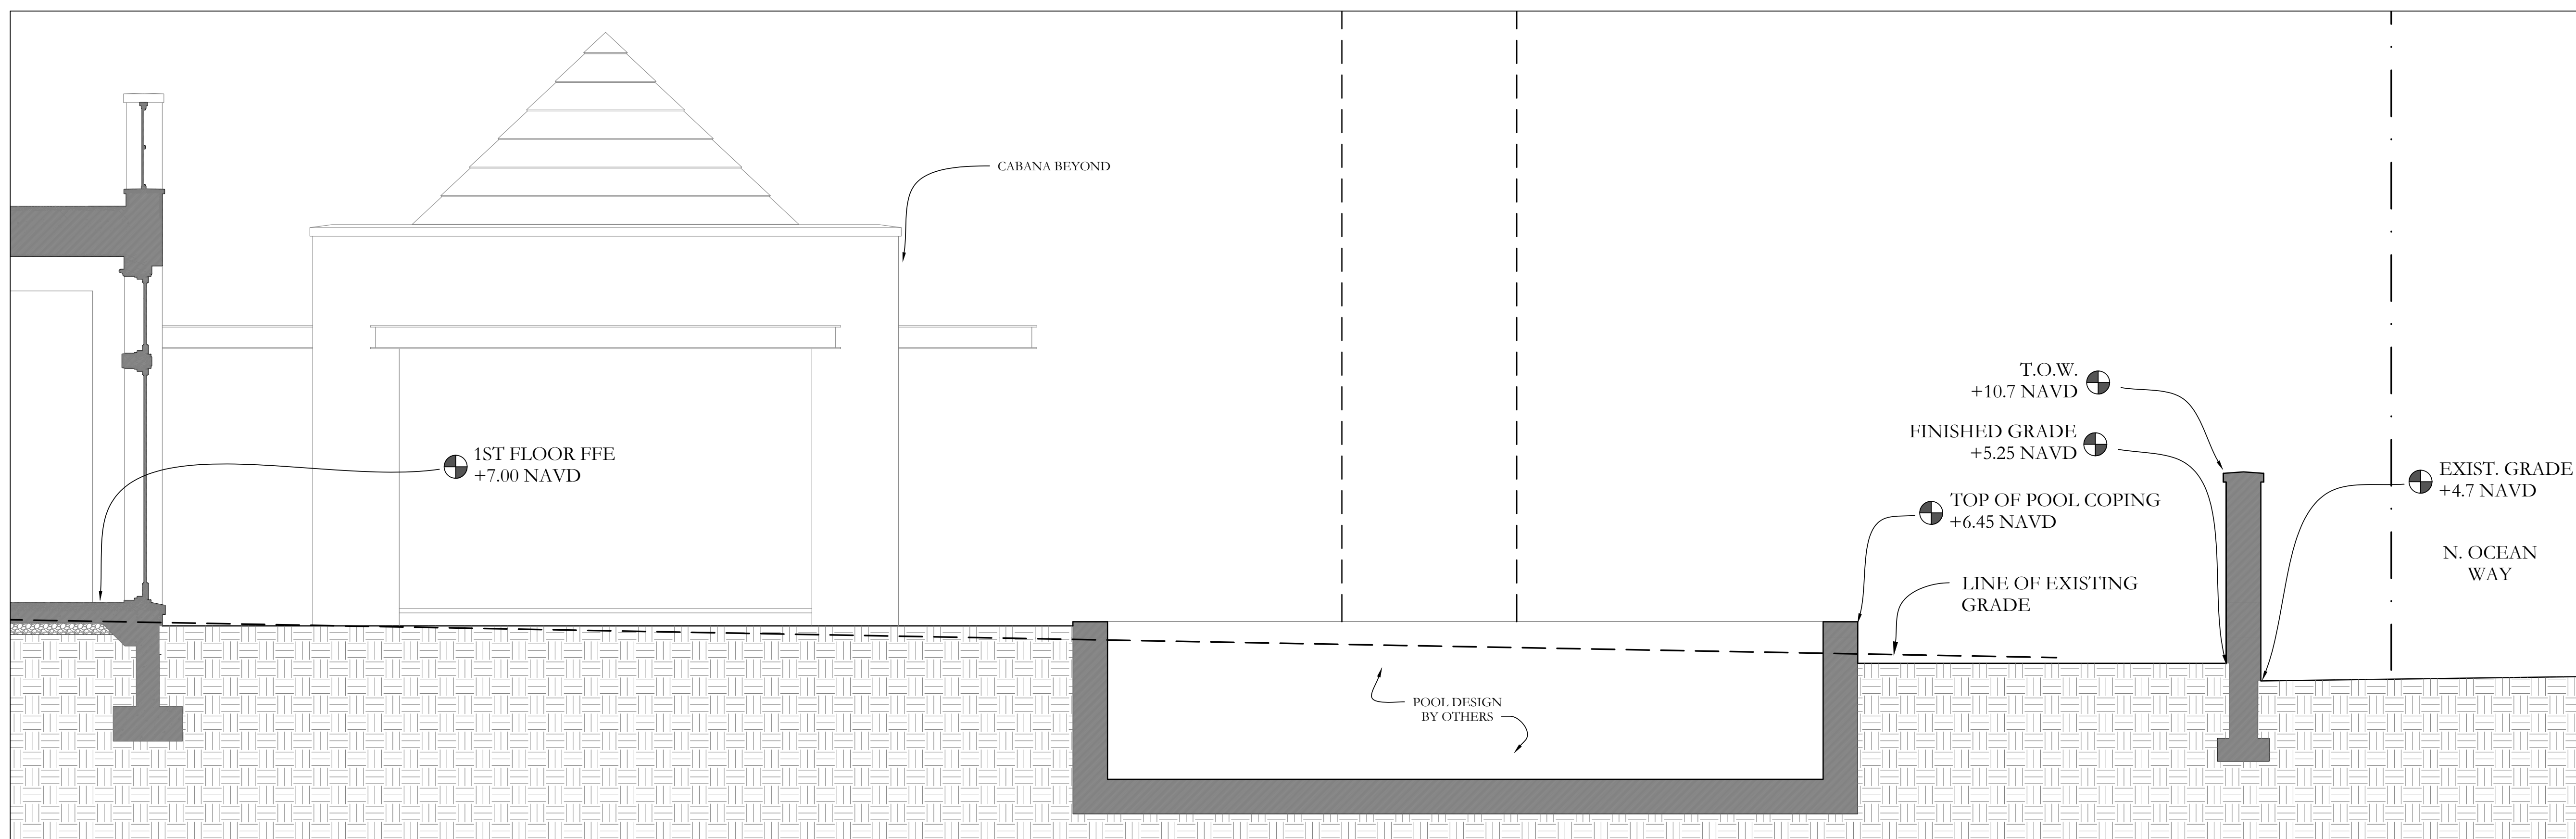 CABANA BEYOND
1ST FLOOR FFE
+7.00 NAVD
T.O.W.
+10.7 NAVD
FINISHED GRADE
+5.25 NAVD
TOP OF POOL COPING
+6.45 NAVD
LINE OF EXISTING
GRADE
EXIST. GRADE
+4.7 NAVD
N. OCEAN
WAY
POOL DESIGN
BY OTHERS